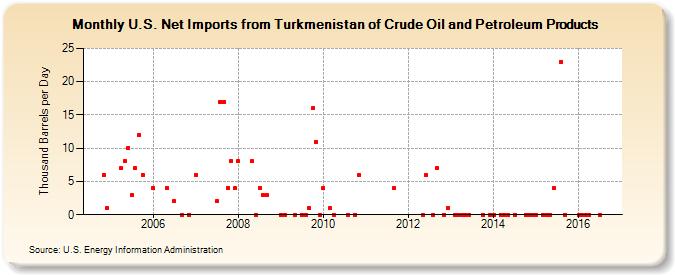 Monthly U.S. Net Imports from Turkmenistan of Crude Oil and Petroleum Products
Thousand Barrels per Day
25
20
15
10
5
0
2006 2008 2010 2012 2014 2016
Source: U.S. Energy Information Administration